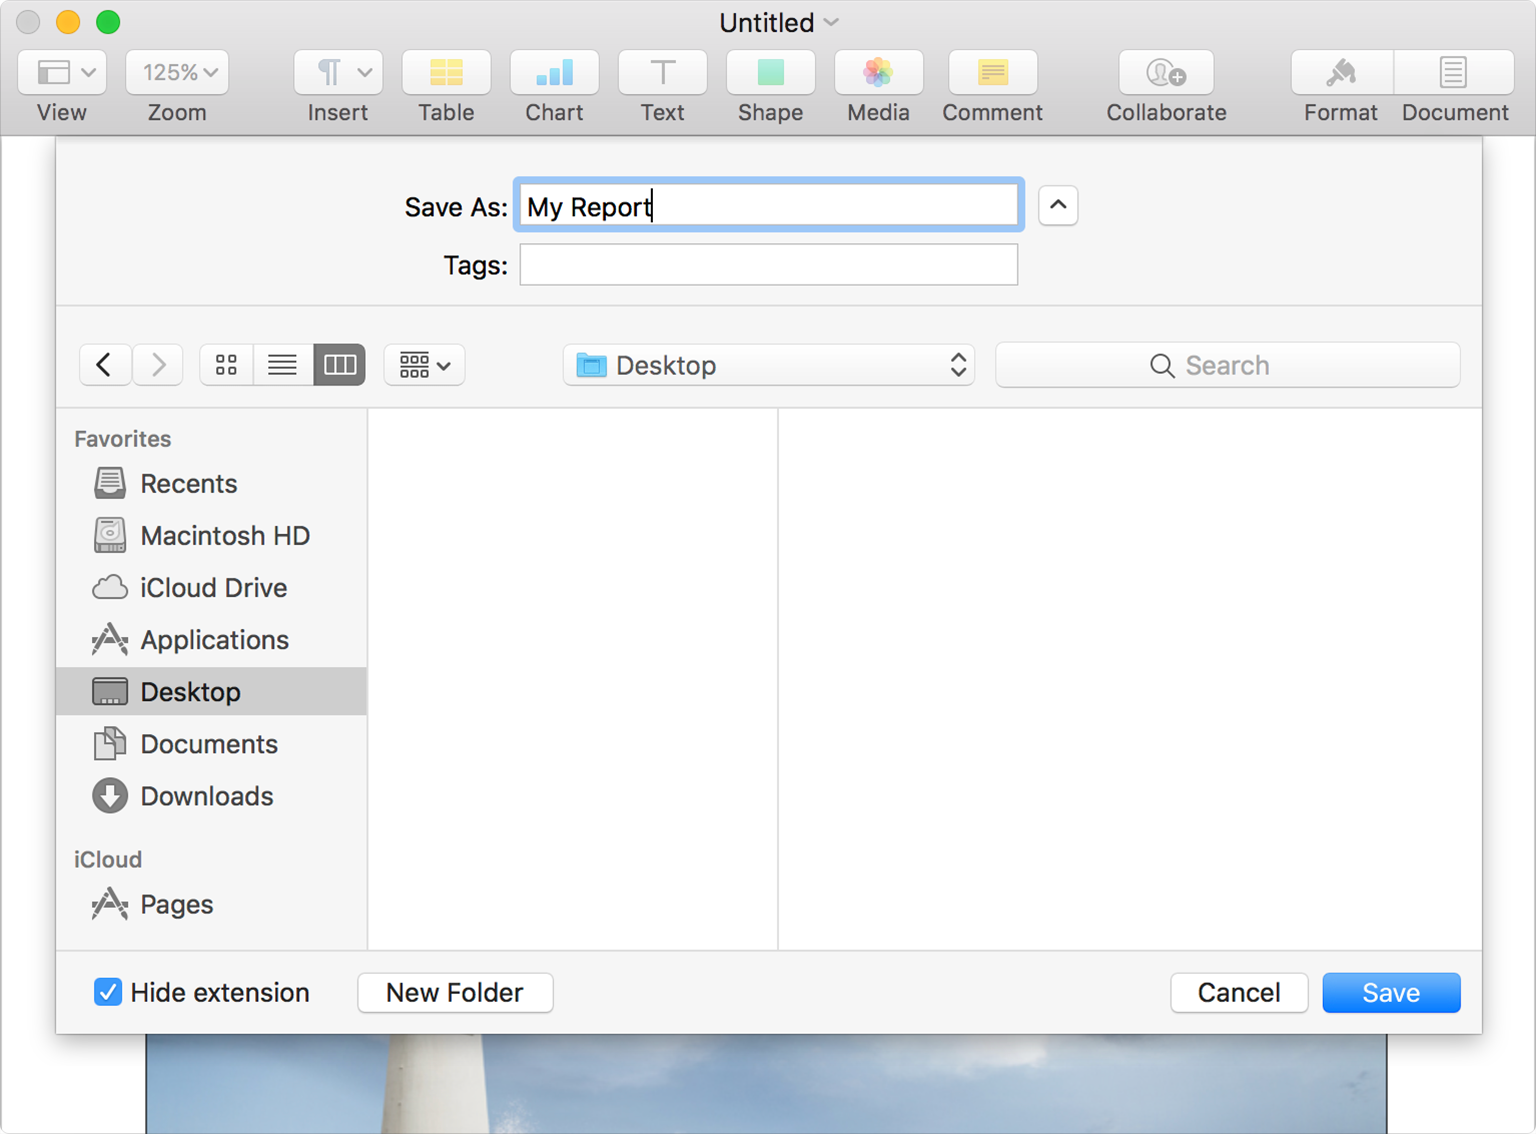 Untitled
125%
View
Zoom
Insert
Table
Chart
Text
Shape
Media
Comment
Collaborate
Format
Document
Save As: My Report
Tags:
Desktop
Search
Favorites
Recents
Macintosh HD
iCloud Drive
Applications
Desktop
Documents
Downloads
iCloud
Pages
Hide extension
New Folder
Cancel
Save